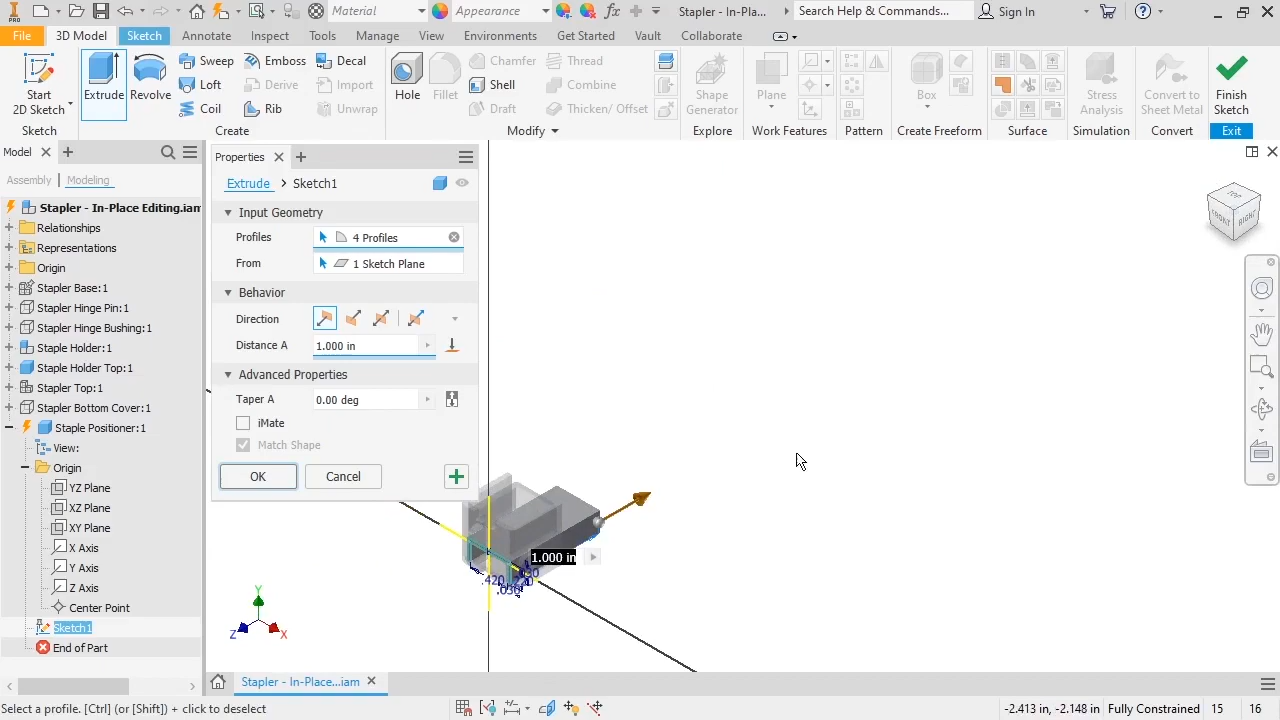 PRO
Material
Appearance
Stapler - In-Pla...
Search Help & Commands...
Sign In
File
3D Model
Sketch
Annotate
Inspect
Tools
Manage
View
Environments
Get Started
Vault
Collaborate
Start
2D Sketch
Extrude
Revolve
Sweep
Loft
Coil
Emboss
Derive
Rib
Decal
Import
Unwrap
Hole
Fillet
Chamfer
Shell
Draft
Thread
Combine
Thicken/ Offset
Shape
Generator
Plane
Box
Stress
Analysis
Convert to
Sheet Metal
Finish
Sketch
Sketch
Create
Modify
Explore
Work Features
Pattern
Create Freeform
Surface
Simulation
Convert
Exit
Model
Assembly
Modeling
Stapler - In-Place Editing.iam
Relationships
Representations
Origin
Stapler Base:1
Stapler Hinge Pin:1
Stapler Hinge Bushing:1
Staple Holder:1
Staple Holder Top:1
Stapler Top:1
Stapler Bottom Cover:1
Staple Positioner:1
View:
Origin
YZ Plane
XZ Plane
XY Plane
X Axis
Y Axis
Z Axis
Center Point
Sketch1
End of Part
Properties
Extrude
Sketch1
Input Geometry
Profiles
4 Profiles
From
1 Sketch Plane
Behavior
Direction
Distance A
1.000 in
Advanced Properties
Taper A
0.00 deg
iMate
Match Shape
OK
Cancel
TOP
FRONT
RIGHT
1.000 in
.420
.030
Y
Z
X
Stapler - In-Place...iam
Select a profile. [Ctrl] (or [Shift]) + click to deselect
-2.413 in, -2.148 in
Fully Constrained
15
16